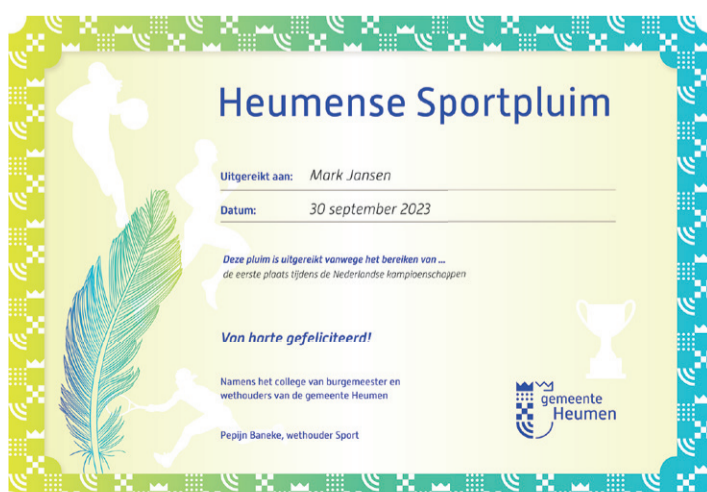 Heumense Sportpluim
Uitgereikt aan: Mark Jansen
Datum: 30 september 2023
Deze pluim is uitgereikt vanwege het bereiken van ...
de eerste plaats tijdens de Nederlandse kampioenschappen
Van harte gefeliciteerd!
Namens het college van burgemeester en
wethouders van de gemeente Heumen
Pepijn Baneke, wethouder Sport
gemeente
Heumen